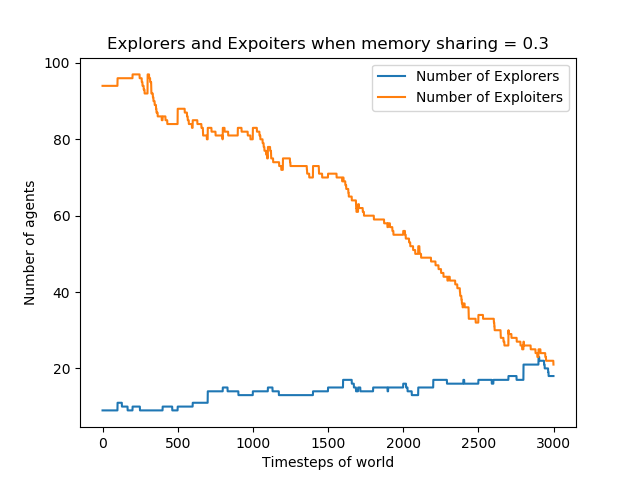 Explorers and Expoiters when memory sharing = 0.3
Number of Explorers
Number of Exploiters
Number of agents
100
80
60
40
20
0 500 1000 1500 2000 2500 3000
Timesteps of world